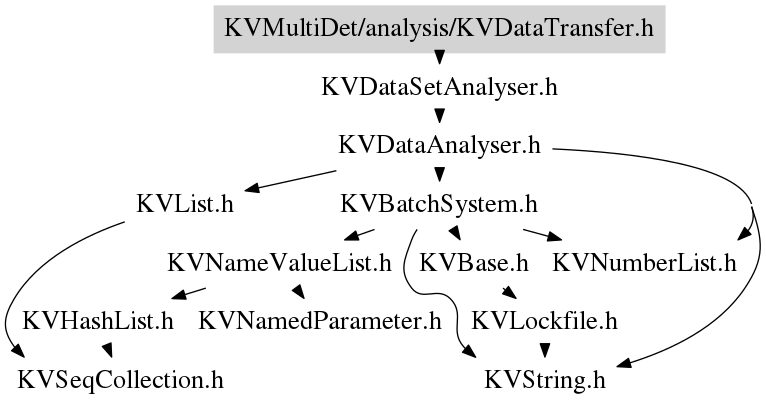 KVMultiDet/analysis/KVDataTransfer.h
KVDataSetAnalyser.h
KVDataAnalyser.h
KVList.h
KVBatchSystem.h
KVNameValueList.h
KVBase.h
KVNumberList.h
KVHashList.h
KVNamedParameter.h
KVLockfile.h
KVSeqCollection.h
KVString.h